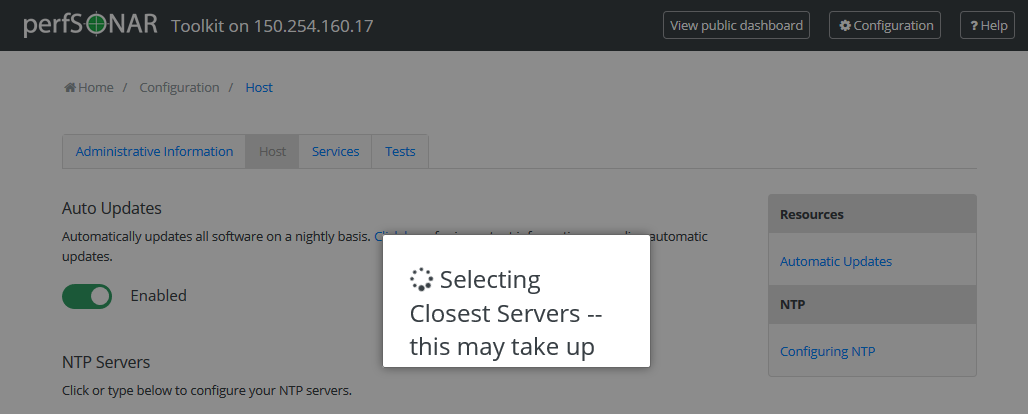 perfSONAR Toolkit on 150.254.160.17
View public dashboard
Configuration
? Help
Home / Configuration / Host
Administrative Information
Host
Services
Tests
Auto Updates
Automatically updates all software on a nightly basis.
automatic
updates.
Enabled
Selecting
Closest Servers --
this may take up
NTP Servers
Click or type below to configure your NTP servers.
Resources
Automatic Updates
NTP
Configuring NTP